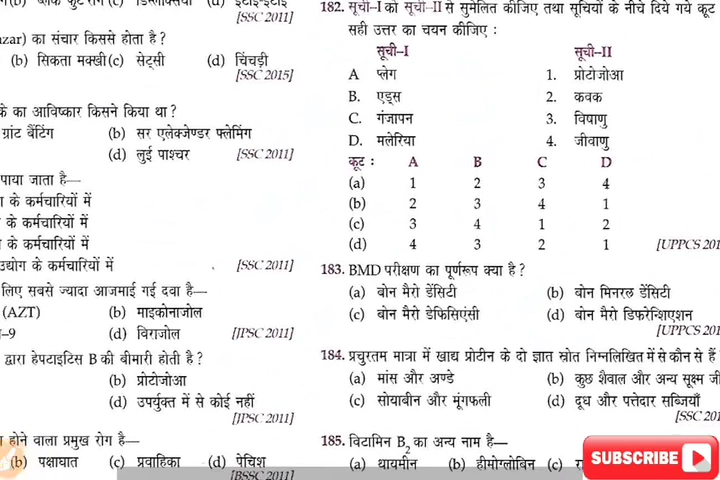 [SSC 2011]
zar) का संचार किससे होता है ?
(b) सिकता मक्खी (c) सेट्सी (d) चिंचड़ी
[SSC 2015]
के का आविष्कार किसने किया था ?
ग्रांट बैंटिंग (b) सर एलेक्जेण्डर फ्लेमिंग
(d) लुई पाश्चर [SSC 2011]
पाया जाता है—
के कर्मचारियों में
के कर्मचारियों में
के कर्मचारियों में
उद्योग के कर्मचारियों में [SSC 2011]
लिए सबसे ज्यादा आजमाई गई दवा है—
(AZT) (b) माइकोनाजोल
–9 (d) विराजोल [JPSC 2011]
द्वारा हेपटाइटिस B की बीमारी होती है ?
(b) प्रोटोजोआ
(d) उपर्युक्त में से कोई नहीं
[JPSC 2011]
होने वाला प्रमुख रोग है—
(b) पक्षाघात (c) प्रवाहिका (d) पेचिश
[BSSC 2011]
182. सूची–I को सूची–II से सुमेलित कीजिए तथा सूचियों के नीचे दिये गये कूट
सही उत्तर का चयन कीजिए :
सूची–I सूची–II
A प्लेग 1. प्रोटोजोआ
B. एड्स 2. कवक
C. गंजापन 3. विषाणु
D. मलेरिया 4. जीवाणु
कूट : A B C D
(a) 1 2 3 4
(b) 2 3 4 1
(c) 3 4 1 2
(d) 4 3 2 1 [UPPCS 201
183. BMD परीक्षण का पूर्णरूप क्या है ?
(a) बोन मैरो डेंसिटी (b) बोन मिनरल डेंसिटी
(c) बोन मैरो डेफिसिएंसी (d) बोन मैरो डिफरेन्शिएशन
[UPPCS 201
184. प्रचुरतम मात्रा में खाद्य प्रोटीन के दो ज्ञात स्रोत निम्नलिखित में से कौन से हैं
(a) मांस और अण्डे (b) कुछ शैवाल और अन्य सूक्ष्म
(c) सोयाबीन और मूंगफली (d) दूध और पत्तेदार सब्जियाँ
[SSC 20
185. विटामिन B2 का अन्य नाम है—
(a) थायमीन (b) हीमोग्लोबिन (c)
SUBSCRIBE